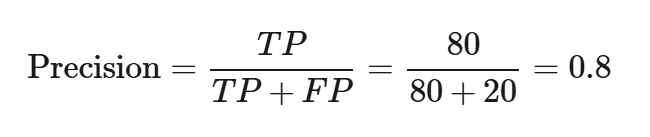 Precision = TP / TP + FP = 80 / 80 + 20 = 0.8